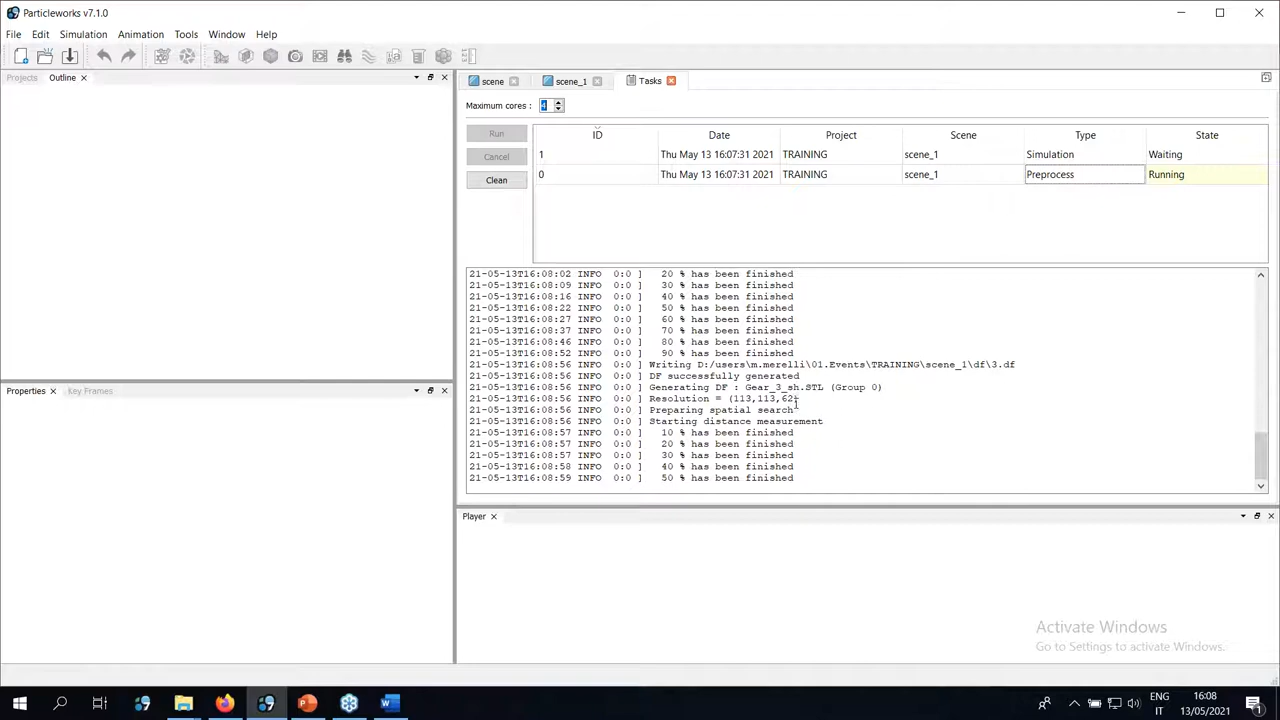 Particleworks v7.1.0
File Edit Simulation Animation Tools Window Help
Projects Outline
scene scene_1 Tasks
Maximum cores : 4
Run
Cancel
Clean
ID Date Project Scene Type State
1 Thu May 13 16:07:31 2021 TRAINING scene_1 Simulation Waiting
0 Thu May 13 16:07:31 2021 TRAINING scene_1 Preprocess Running
21-05-13T16:08:02 INFO 0:0 ] 20 % has been finished
21-05-13T16:08:09 INFO 0:0 ] 30 % has been finished
21-05-13T16:08:16 INFO 0:0 ] 40 % has been finished
21-05-13T16:08:22 INFO 0:0 ] 50 % has been finished
21-05-13T16:08:27 INFO 0:0 ] 60 % has been finished
21-05-13T16:08:37 INFO 0:0 ] 70 % has been finished
21-05-13T16:08:46 INFO 0:0 ] 80 % has been finished
21-05-13T16:08:52 INFO 0:0 ] 90 % has been finished
21-05-13T16:08:56 INFO 0:0 ] Writing D:/users\m.merelli\01.Events\TRAINING\scene_1\df\3.df
21-05-13T16:08:56 INFO 0:0 ] DF successfully generated
21-05-13T16:08:56 INFO 0:0 ] Generating DF : Gear_3_sh.STL (Group 0)
21-05-13T16:08:56 INFO 0:0 ] Resolution = (113,113,62)
21-05-13T16:08:56 INFO 0:0 ] Preparing spatial search
21-05-13T16:08:56 INFO 0:0 ] Starting distance measurement
21-05-13T16:08:57 INFO 0:0 ] 10 % has been finished
21-05-13T16:08:57 INFO 0:0 ] 20 % has been finished
21-05-13T16:08:57 INFO 0:0 ] 30 % has been finished
21-05-13T16:08:58 INFO 0:0 ] 40 % has been finished
21-05-13T16:08:59 INFO 0:0 ] 50 % has been finished
Properties Key Frames
Player
Activate Windows
Go to Settings to activate Windows.
ENG
IT
16:08
13/05/2021
1